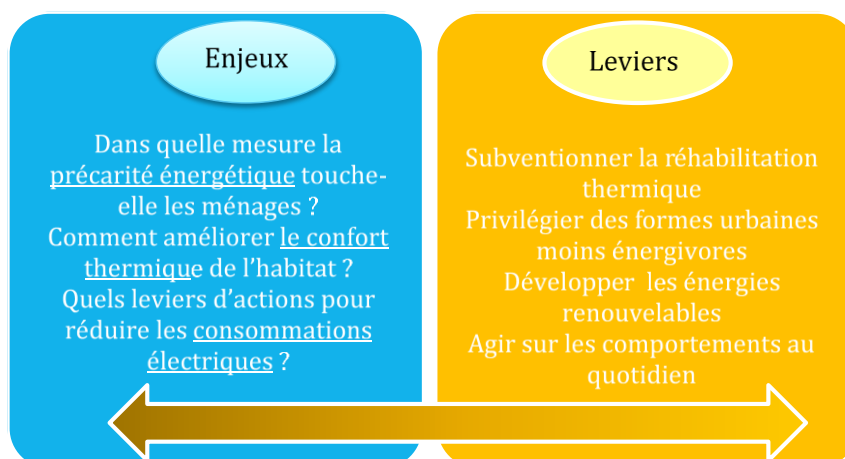 Enjeux
Dans quelle mesure la
précarité énergétique touche-
elle les ménages ?
Comment améliorer le confort
thermique de l'habitat ?
Quels leviers d'actions pour
réduire les consommations
électriques ?
Leviers
Subventionner la réhabilitation
thermique
Privilégier des formes urbaines
moins énergivores
Développer les énergies
renouvelables
Agir sur les comportements au
quotidien